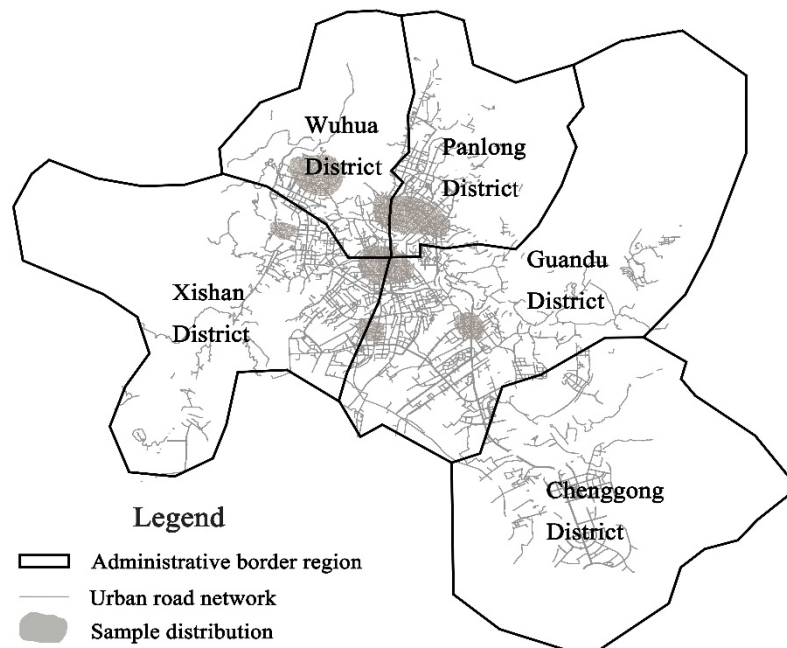 Wuhua
District
Panlong
District
Guandu
District
Xishan
District
Chenggong
District
Legend
Administrative border region
Urban road network
Sample distribution